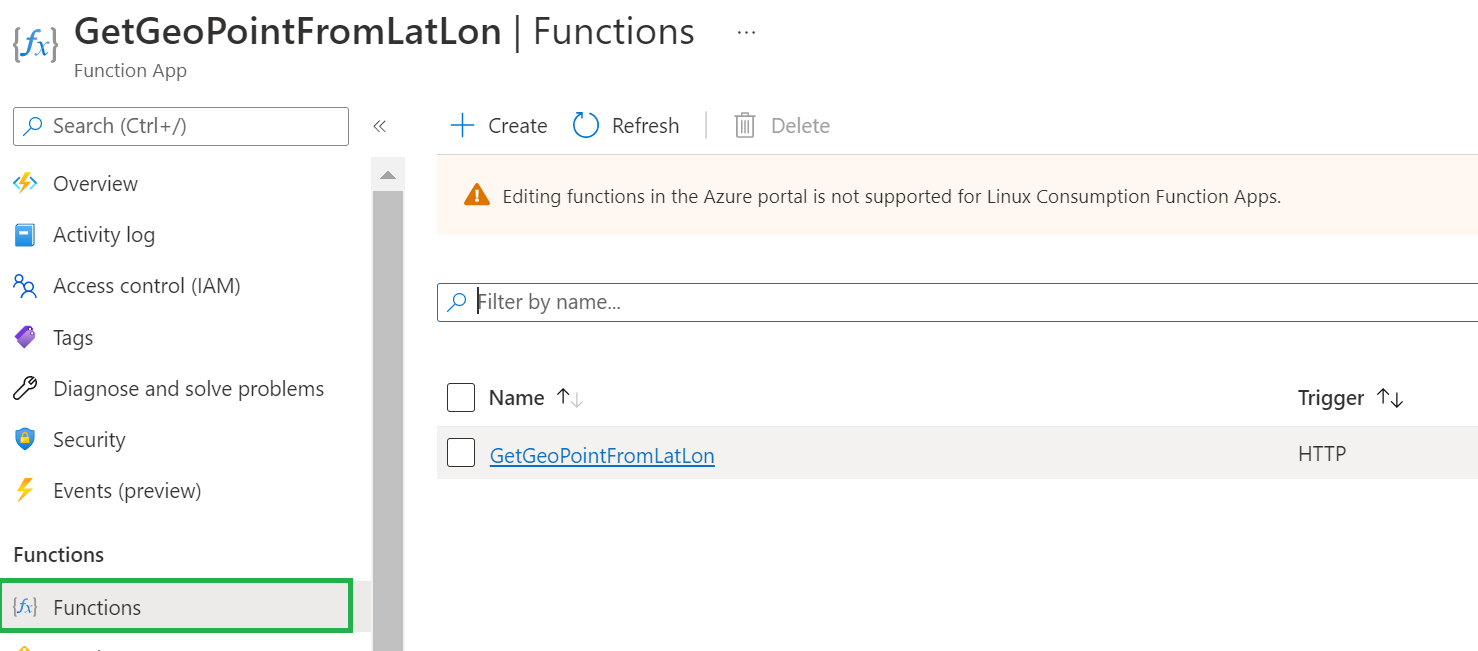 GetGeoPointFromLatLon | Functions ...
Function App
Search (Ctrl+/)
«
Overview
Activity log
Access control (IAM)
Tags
Diagnose and solve problems
Security
Events (preview)
Functions
Functions
Create Refresh Delete
Editing functions in the Azure portal is not supported for Linux Consumption Function Apps.
Filter by name...
Name ↑↓ Trigger ↑↓
GetGeoPointFromLatLon HTTP